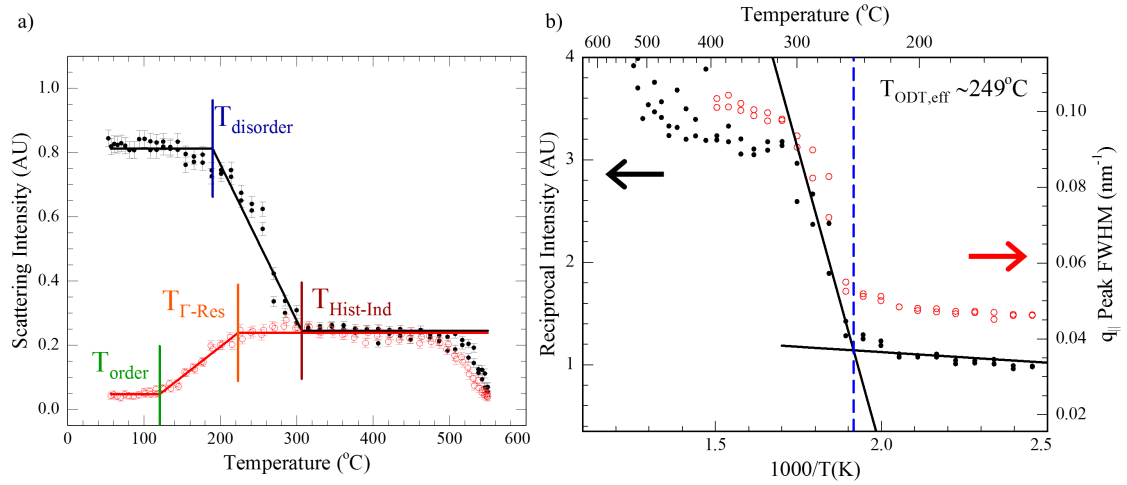 a)
Scattering Intensity (AU)
1.0
0.8
0.6
0.4
0.2
0.0
T_disorder
T_Γ-Res
T_Hist-Ind
T_order
0 100 200 300 400 500 600
Temperature (°C)
b)
Temperature (°C)
600 500 400 300 200
T_ODT,eff ~249°C
Reciprocal Intensity (AU)
4
3
2
1
0.10
0.08
0.06
0.04
0.02
q_|| Peak FWHM (nm⁻¹)
1.5 2.0 2.5
1000/T(K)